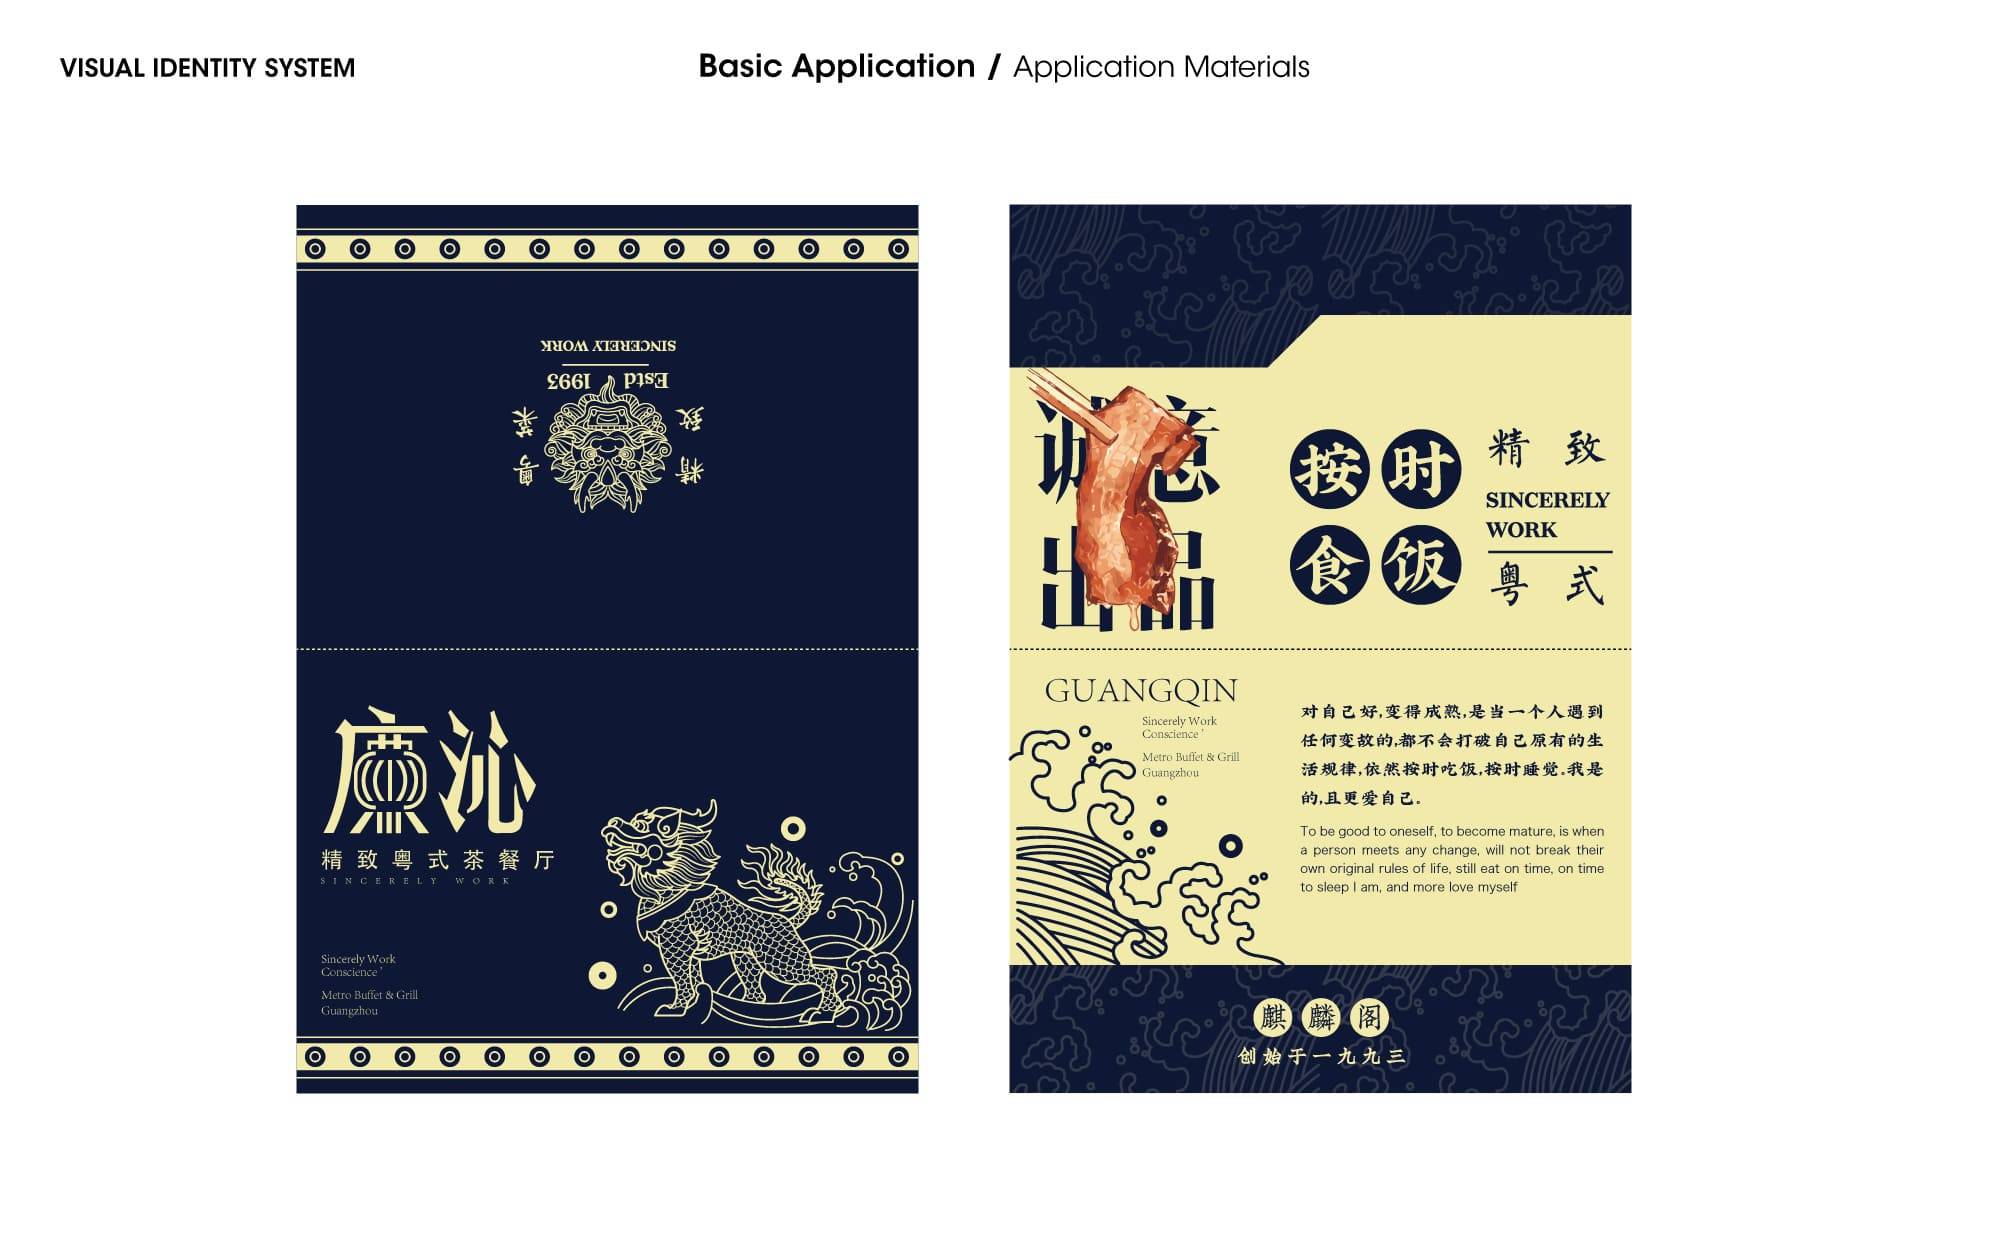 VISUAL IDENTITY SYSTEM
Basic Application / Application Materials
SINCERELY WORK
Estd 1993
精致
粤菜
沁
精致粤式茶餐厅
SINCERELY WORK
Sincerely Work
Conscience '
Metro Buffet & Grill
Guangzhou
诚意
出品
按时
食饭
精致
SINCERELY
WORK
粤式
GUANGQIN
Sincerely Work
Conscience '
Metro Buffet & Grill
Guangzhou
对自己好,变得成熟,是当一个人遇到
任何变故的,都不会打破自己原有的生
活规律,依然按时吃饭,按时睡觉。我是
的,且更爱自己。
To be good to oneself, to become mature, is when
a person meets any change, will not break their
own original rules of life, still eat on time, on time
to sleep I am, and more love myself
麒麟阁
创始于一九九三